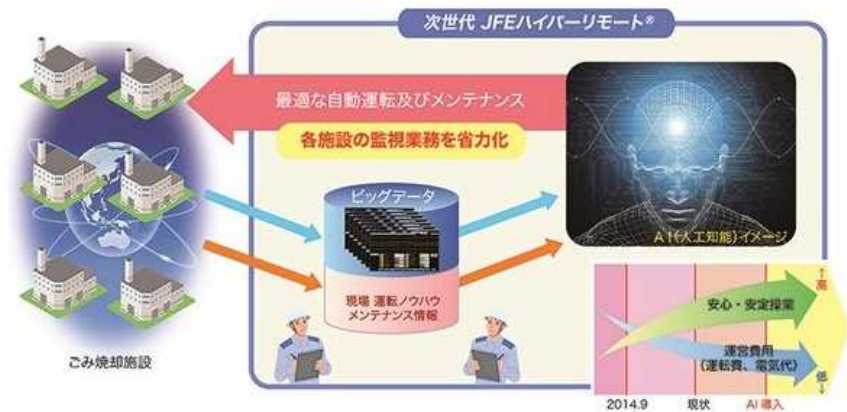 次世代 JFEハイパーリモート®
最適な自動運転及びメンテナンス
各施設の監視業務を省力化
ビッグデータ
現場 運転ノウハウ
メンテナンス情報
AI(人工知能)イメージ
ごみ焼却施設
↑高
安心・安定操業
運営費用
(運転費、電気代)
低↓
2014.9 現状 AI 導入